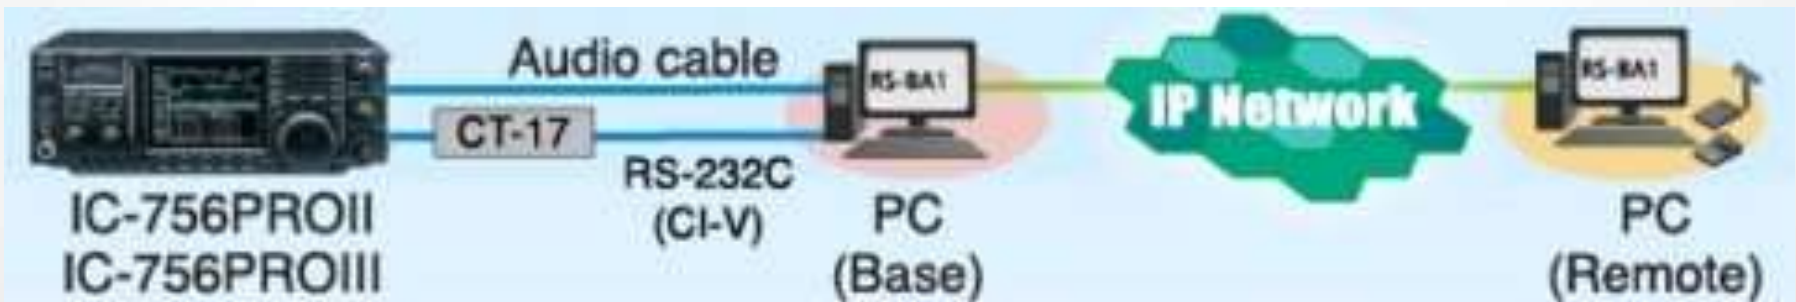 Audio cable
CT-17
RS-232C
(CI-V)
IC-756PROII
IC-756PROIII
RS-BA1
PC
(Base)
IP Network
RS-BA1
PC
(Remote)